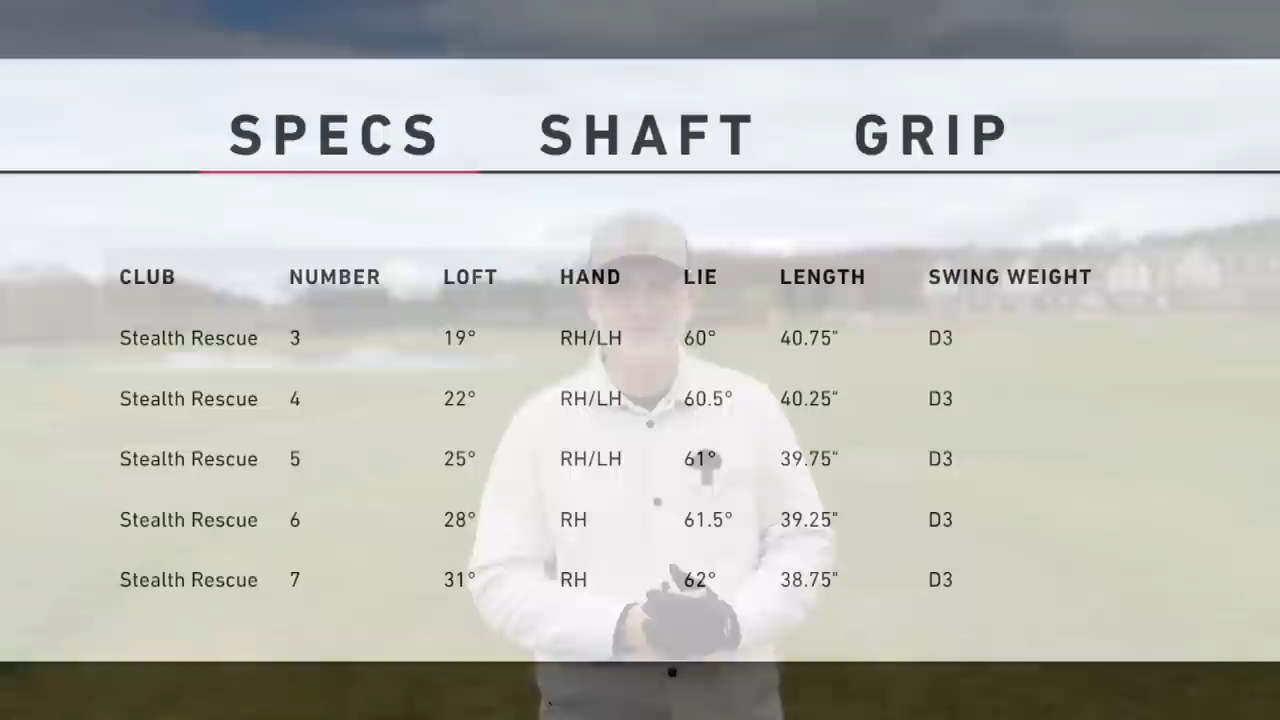 SPECS SHAFT GRIP
CLUB NUMBER LOFT HAND LIE LENGTH SWING WEIGHT
Stealth Rescue 3 19° RH/LH 60° 40.75" D3
Stealth Rescue 4 22° RH/LH 60.5° 40.25" D3
Stealth Rescue 5 25° RH/LH 61° 39.75" D3
Stealth Rescue 6 28° RH 61.5° 39.25" D3
Stealth Rescue 7 31° RH 62° 38.75" D3